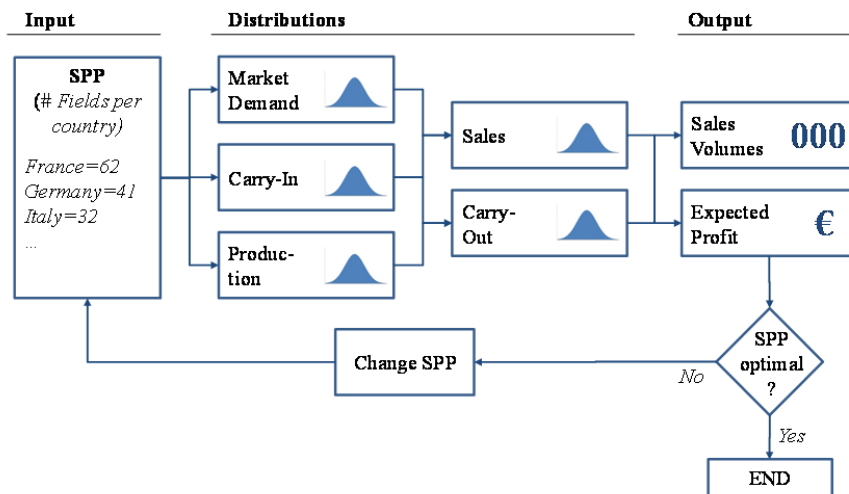 Input
Distributions
Output
SPP
(# Fields per
country)
France=62
Germany=41
Italy=32
...
Market
Demand
Carry-In
Produc-
tion
Sales
Carry-
Out
Sales
Volumes
000
Expected
Profit
€
Change SPP
No
SPP
optimal
?
Yes
END